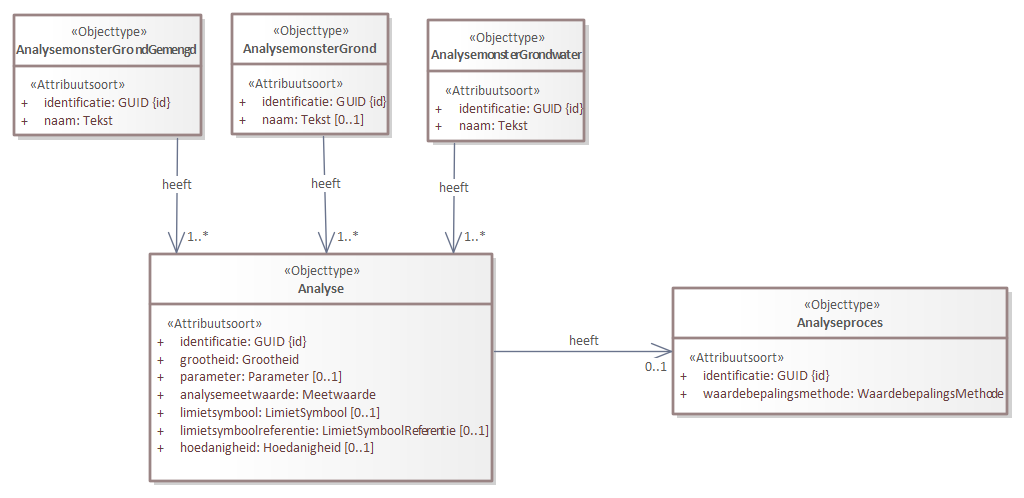 «Objecttype»
AnalysemonsterGrondGemengd
«Attribuutsoort»
+ identificatie: GUID {id}
+ naam: Tekst
«Objecttype»
AnalysemonsterGrond
«Attribuutsoort»
+ identificatie: GUID {id}
+ naam: Tekst [0..1]
«Objecttype»
AnalysemonsterGrondwater
«Attribuutsoort»
+ identificatie: GUID {id}
+ naam: Tekst
heeft
heeft
heeft
1..*
1..*
1..*
«Objecttype»
Analyse
«Attribuutsoort»
+ identificatie: GUID {id}
+ grootheid: Grootheid
+ parameter: Parameter [0..1]
+ analysemeetwaarde: Meetwaarde
+ limietsymbool: LimietSymbool [0..1]
+ limietsymboolreferentie: LimietSymboolReferentie [0..1]
+ hoedanigheid: Hoedanigheid [0..1]
heeft
0..1
«Objecttype»
Analyseproces
«Attribuutsoort»
+ identificatie: GUID {id}
+ waardebepalingsmethode: WaardebepalingsMethode